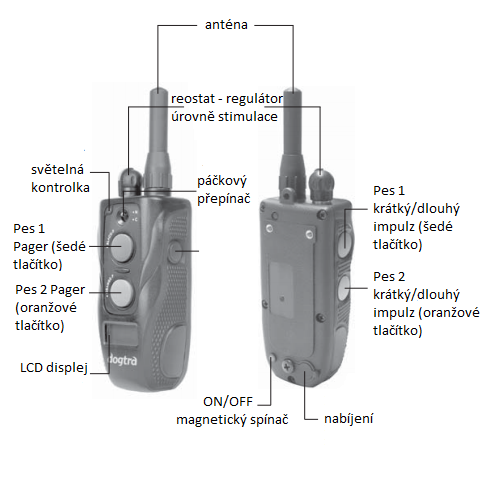 anténa
reostat - regulátor
úrovně stimulace
světelná
kontrolka
páčkový
přepínač
Pes 1
Pager (šedé
tlačítko)
Pes 2 Pager
(oranžové
tlačítko)
LCD displej
dogtra
Pes 1
krátký/dlouhý
impulz (šedé
tlačítko)
Pes 2
krátký/dlouhý
impulz (oranžové
tlačítko)
ON/OFF
magnetický spínač
nabíjení